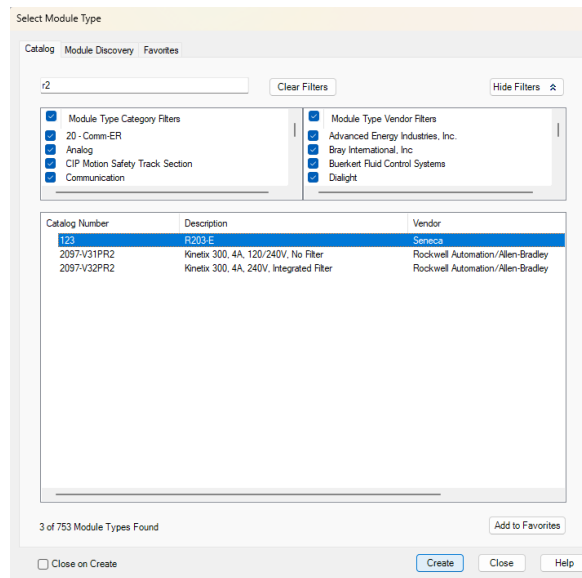 Select Module Type
Catalog Module Discovery Favorites
r2 Clear Filters Hide Filters
Module Type Category Filters Module Type Vendor Filters
20 - Comm-ER Advanced Energy Industries, Inc.
Analog Bray International, Inc
CIP Motion Safety Track Section Buerkert Fluid Control Systems
Communication Dialight
Catalog Number Description Vendor
123 R203-E Seneca
2097-V31PR2 Kinetix 300, 4A, 120/240V, No Filter Rockwell Automation/Allen-Bradley
2097-V32PR2 Kinetix 300, 4A, 240V, Integrated Filter Rockwell Automation/Allen-Bradley
3 of 753 Module Types Found Add to Favorites
Close on Create Create Close Help